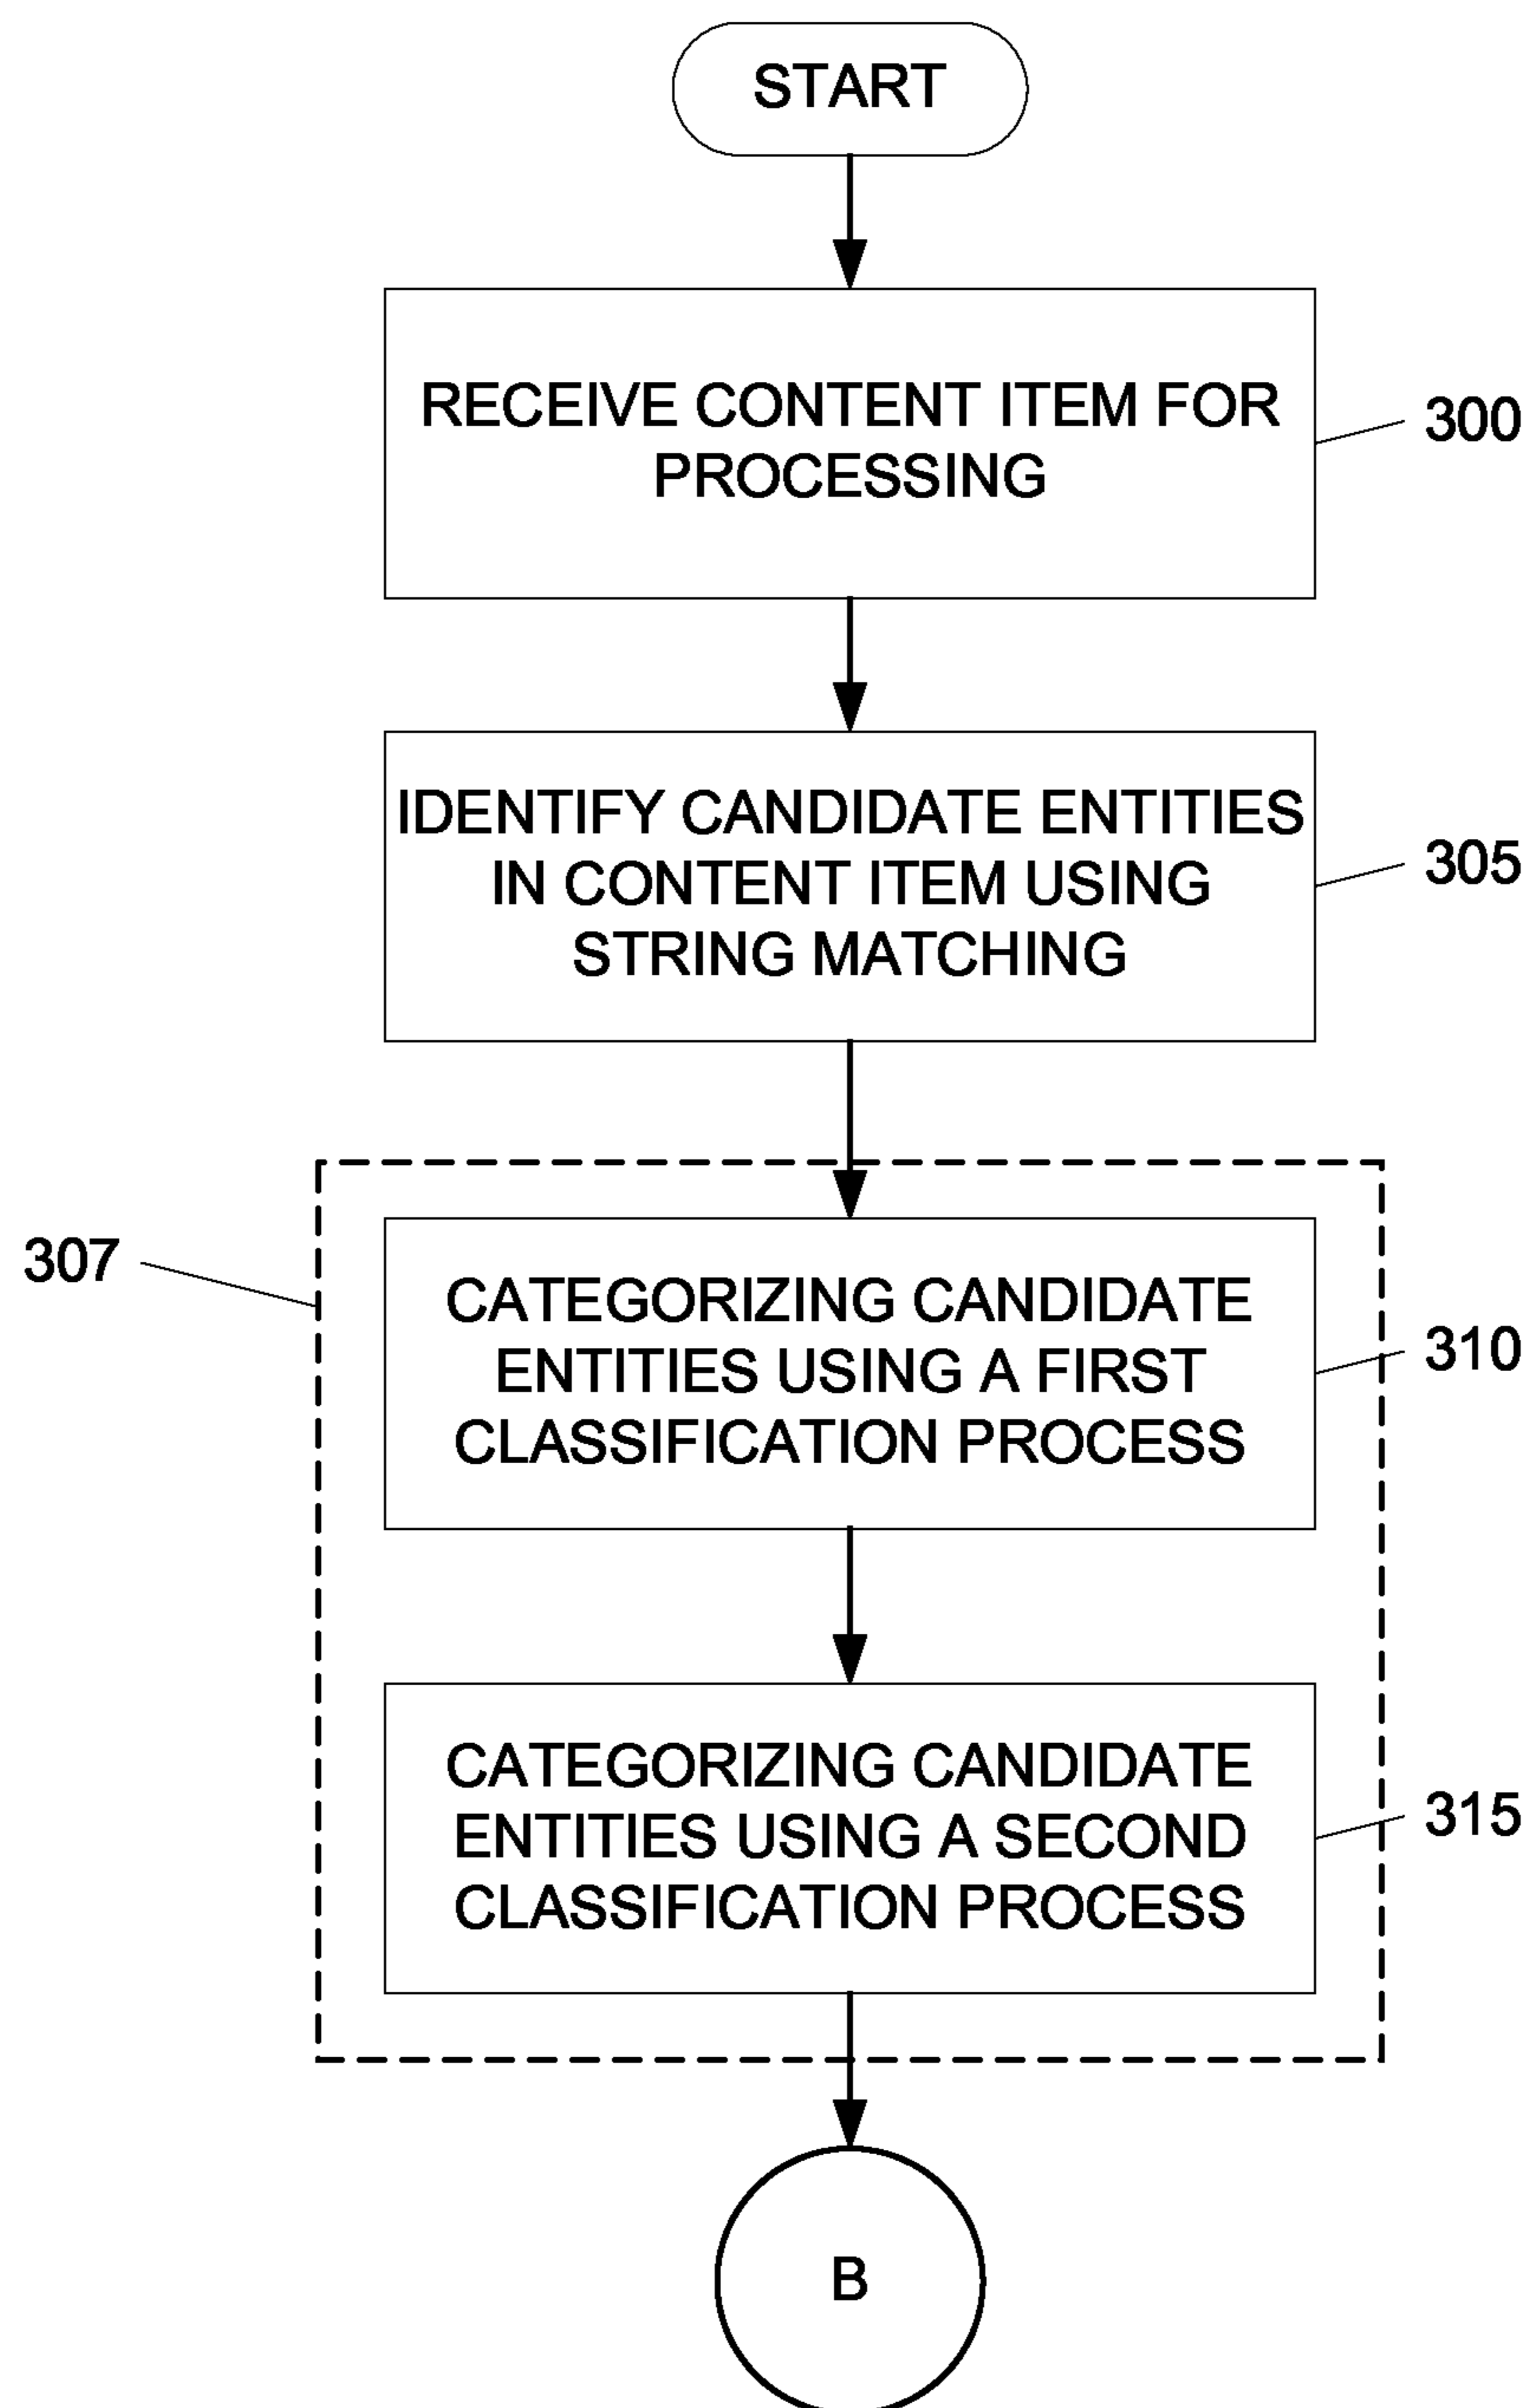 START
RECEIVE CONTENT ITEM FOR
PROCESSING
300
IDENTIFY CANDIDATE ENTITIES
IN CONTENT ITEM USING
STRING MATCHING
305
307
CATEGORIZING CANDIDATE
ENTITIES USING A FIRST
CLASSIFICATION PROCESS
310
CATEGORIZING CANDIDATE
ENTITIES USING A SECOND
CLASSIFICATION PROCESS
315
B